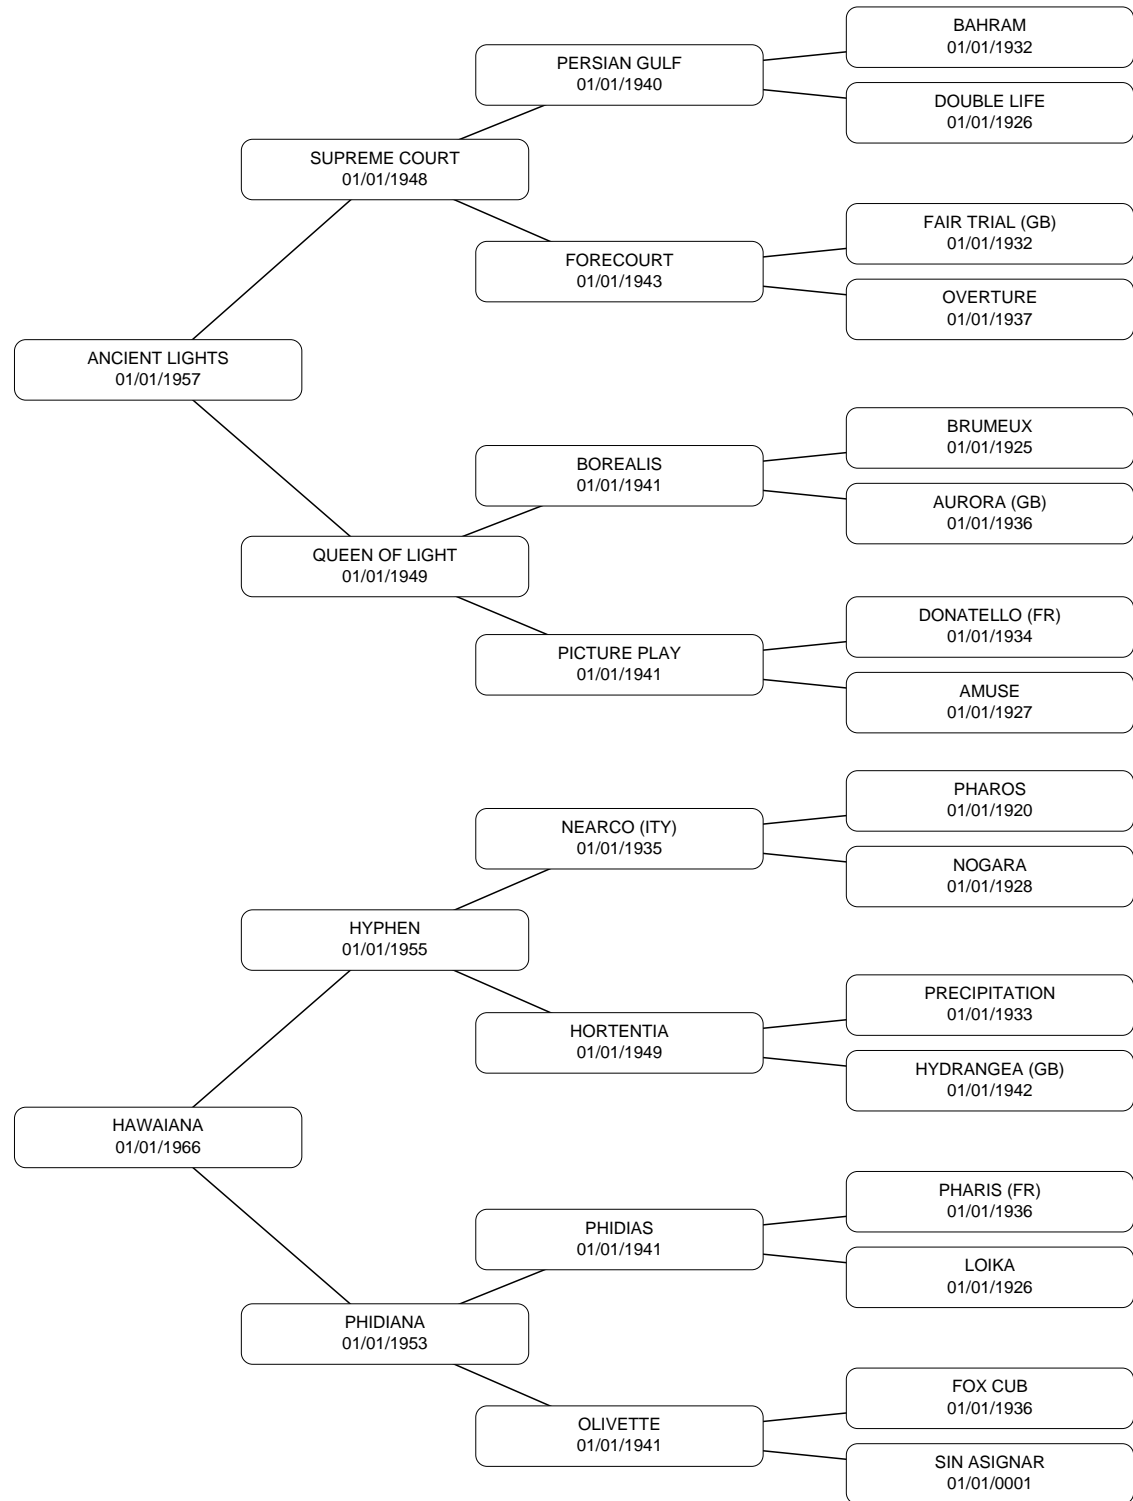 BAHRAM
01/01/1932
PERSIAN GULF
01/01/1940
DOUBLE LIFE
01/01/1926
SUPREME COURT
01/01/1948
FAIR TRIAL (GB)
01/01/1932
FORECOURT
01/01/1943
OVERTURE
01/01/1937
ANCIENT LIGHTS
01/01/1957
BRUMEUX
01/01/1925
BOREALIS
01/01/1941
AURORA (GB)
01/01/1936
QUEEN OF LIGHT
01/01/1949
DONATELLO (FR)
01/01/1934
PICTURE PLAY
01/01/1941
AMUSE
01/01/1927
PHAROS
01/01/1920
NEARCO (ITY)
01/01/1935
NOGARA
01/01/1928
HYPHEN
01/01/1955
PRECIPITATION
01/01/1933
HORTENTIA
01/01/1949
HYDRANGEA (GB)
01/01/1942
HAWAIANA
01/01/1966
PHARIS (FR)
01/01/1936
PHIDIAS
01/01/1941
LOIKA
01/01/1926
PHIDIANA
01/01/1953
FOX CUB
01/01/1936
OLIVETTE
01/01/1941
SIN ASIGNAR
01/01/0001